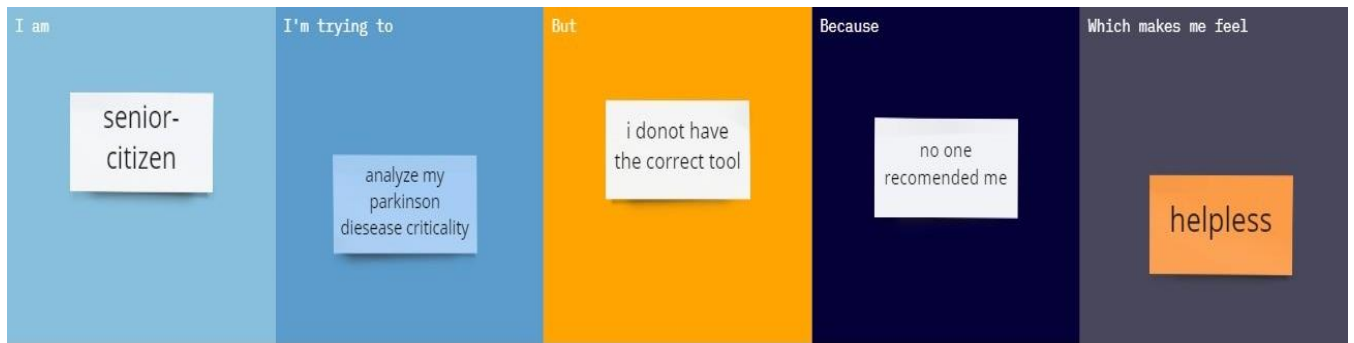 I am
senior-
citizen
I'm trying to
analyze my
parkinson
diesease criticality
But
i donot have
the correct tool
Because
no one
recomended me
Which makes me feel
helpless